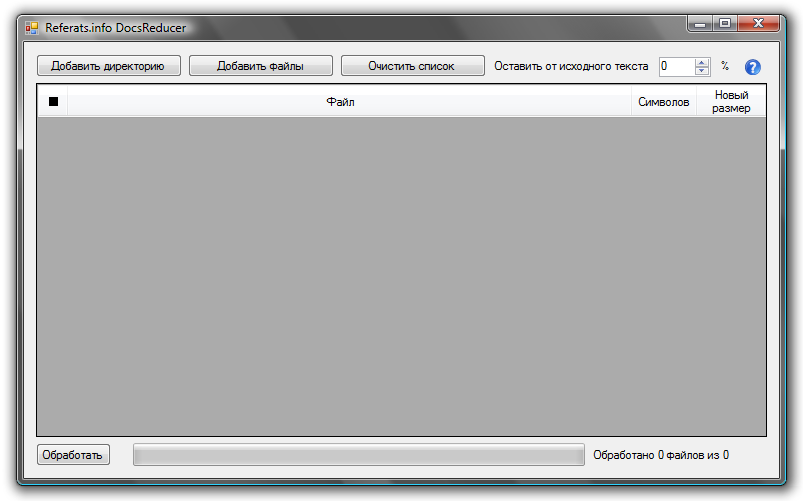 Referats.info DocsReducer
Добавить директорию Добавить файлы Очистить список Оставить от исходного текста 0 % ?
Файл Символов Новый размер
Обработать Обработано 0 файлов из 0